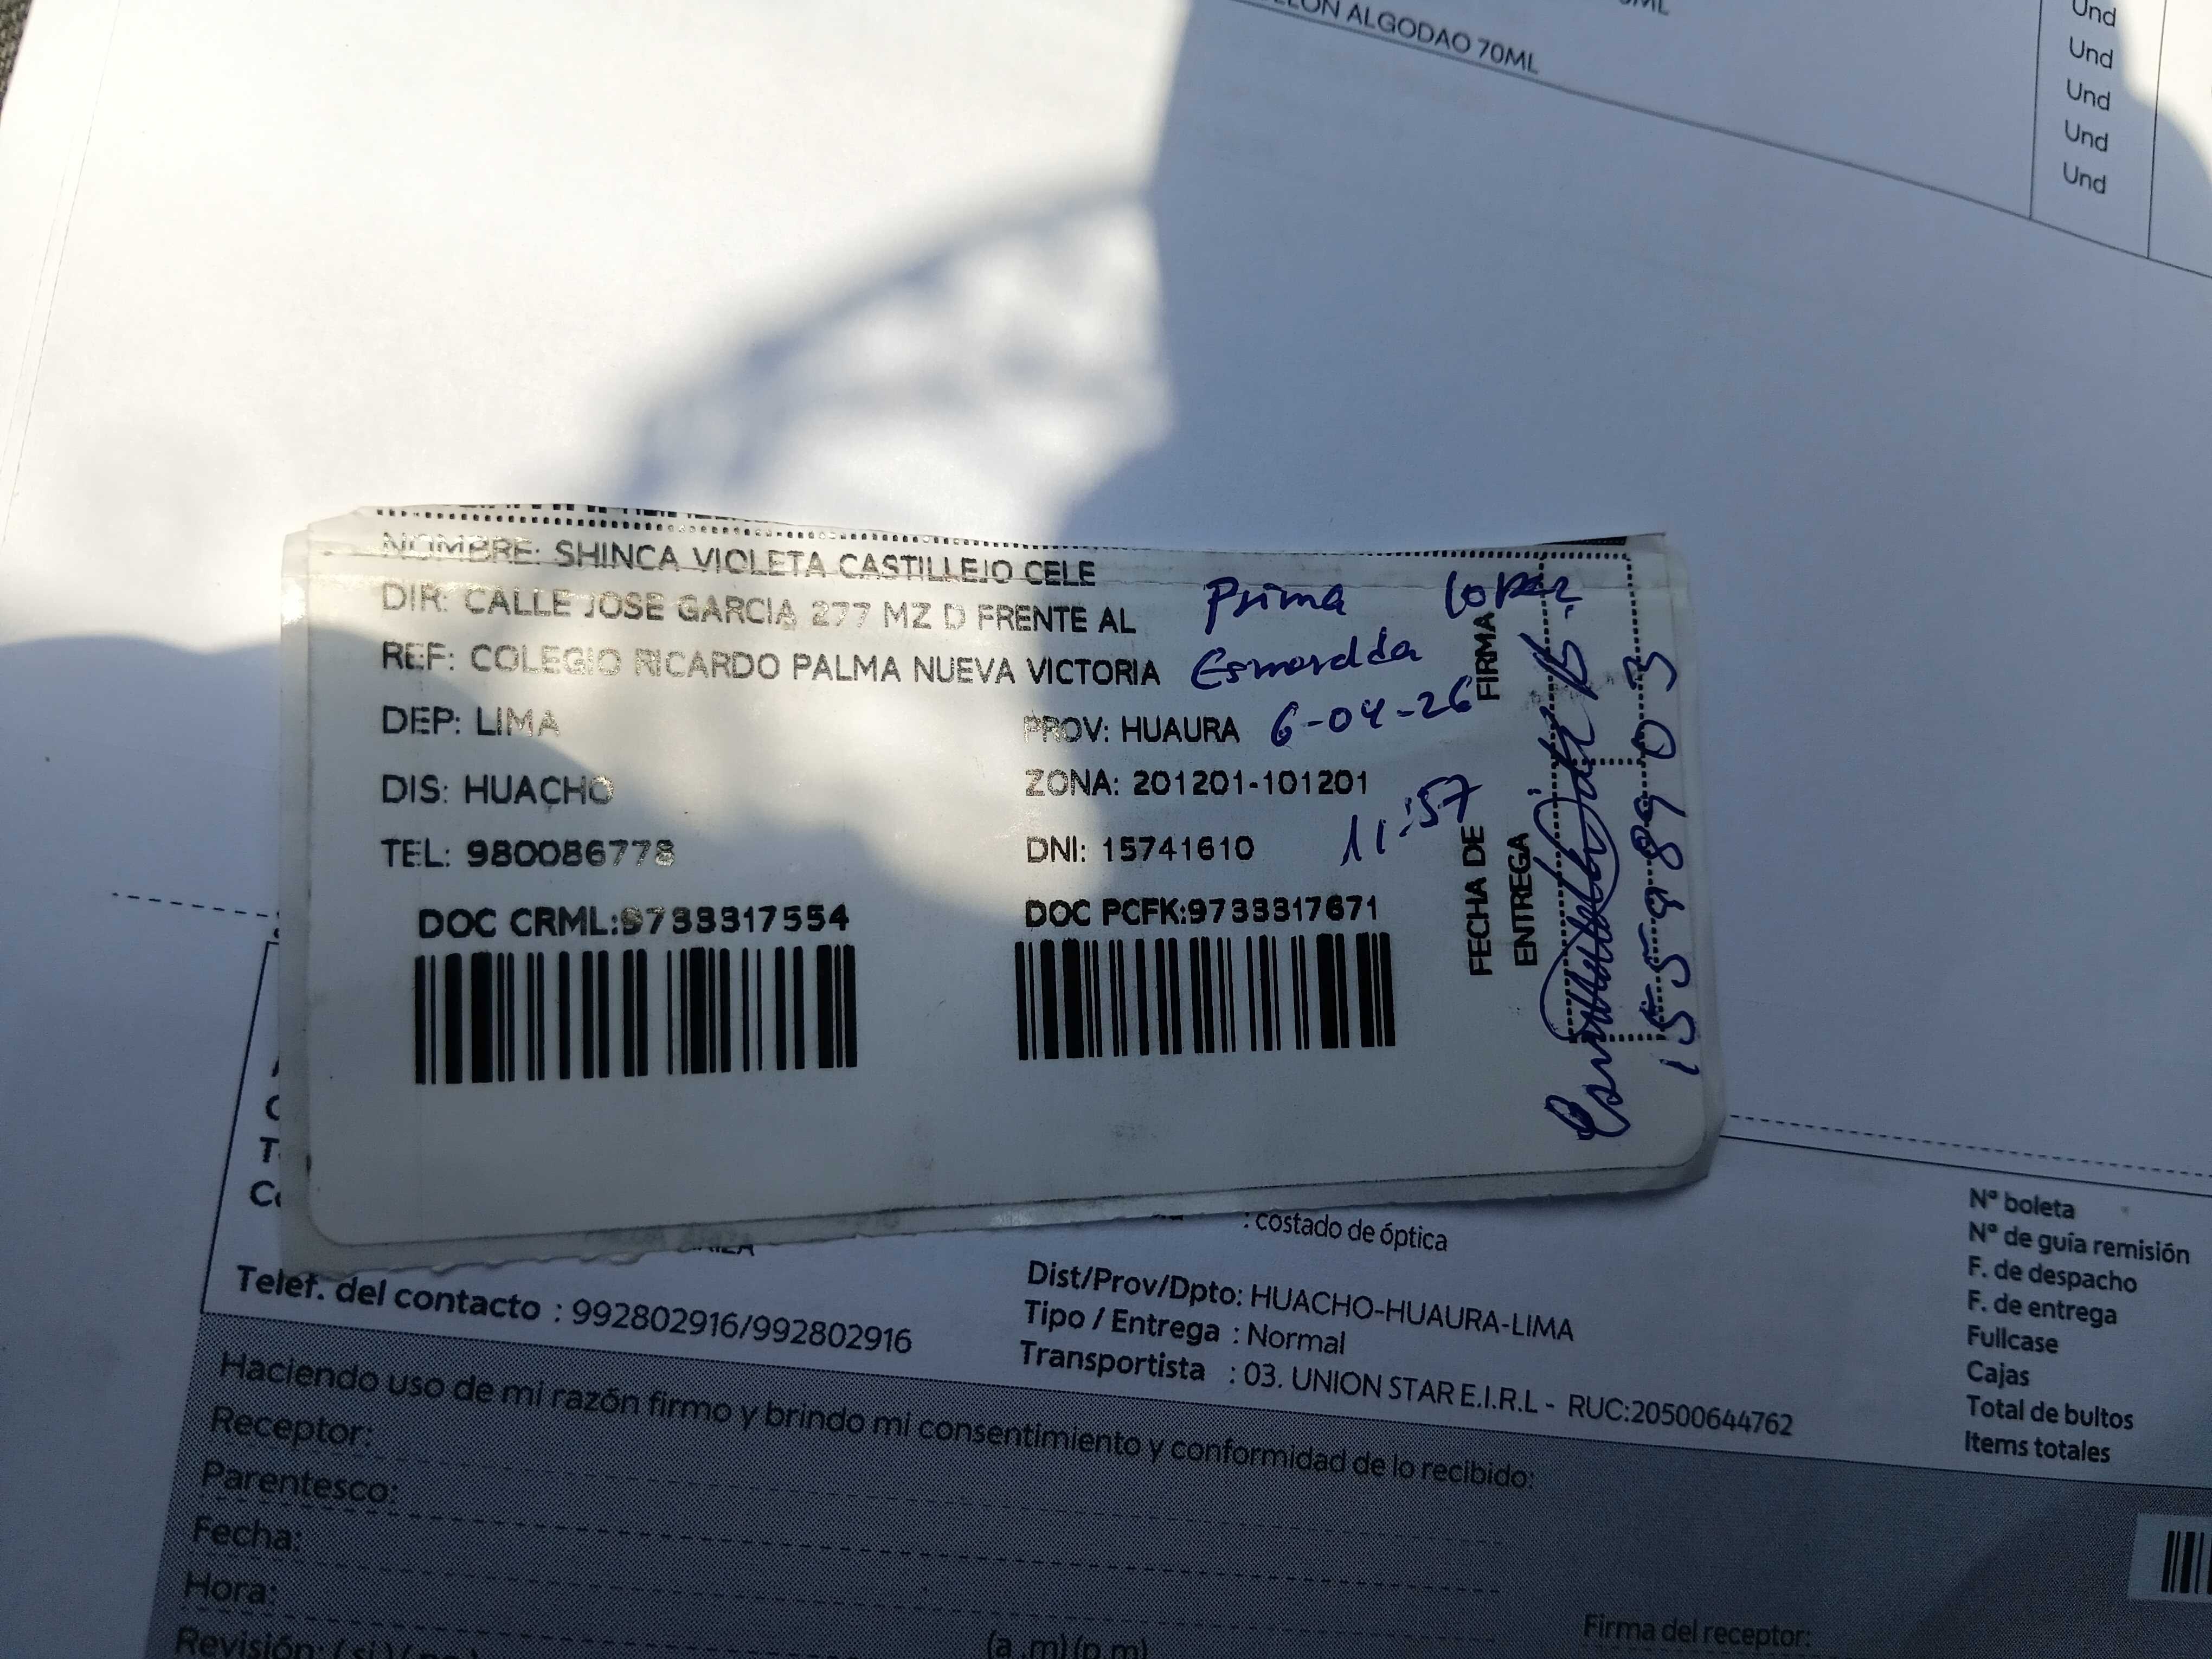 ALGODAO 70ML
Und
Und
Und
Und
Und
NOMBRE: SHINCA VIOLETA CASTILLEJO CELE
DIR: CALLE JOSE GARCIA 277 MZ D FRENTE AL
REF: COLEGIO RICARDO PALMA NUEVA VICTORIA
DEP: LIMA
PROV: HUAURA
DIS: HUACHO
ZONA: 201201-101201
TEL: 980086778
DNI: 15741610
DOC CRML:9733317554
DOC PCFK:9733317671
Prima Lopez
Esmeralda
6-04-26
11:57
FIRMA
FECHA DE
ENTREGA
15598903
: costado de óptica
Telef. del contacto : 992802916/992802916
Dist/Prov/Dpto: HUACHO-HUAURA-LIMA
Tipo / Entrega : Normal
Transportista : 03. UNION STAR E.I.R.L - RUC:20500644762
N° boleta
N° de guía remisión
F. de despacho
F. de entrega
Fullcase
Cajas
Total de bultos
Items totales
Haciendo uso de mi razón firmo y brindo mi consentimiento y conformidad de lo recibido:
Receptor:
Parentesco:
Fecha:
Hora:
(a .m) (p.m)
Revisión: ( si ) (
Firma del receptor: